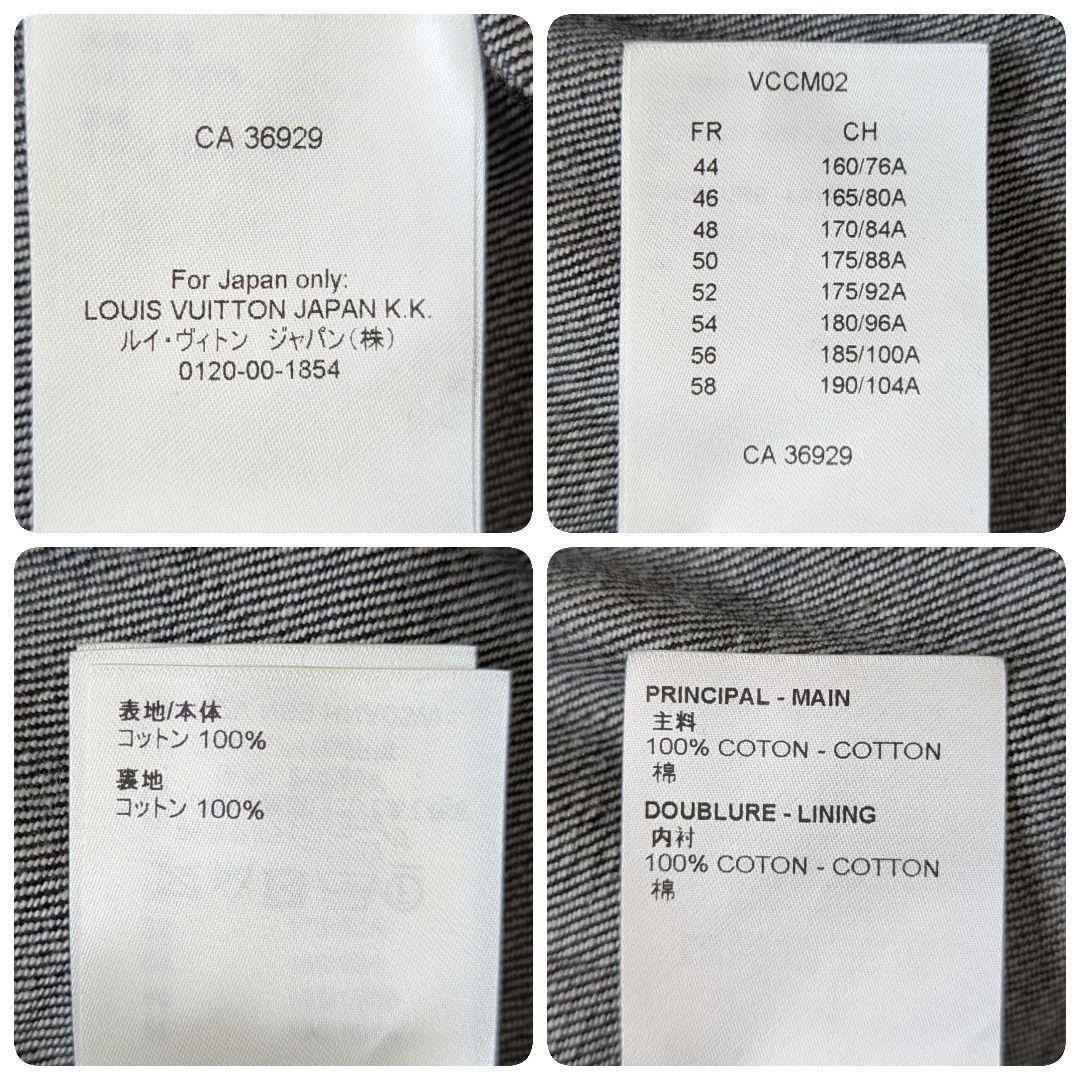 CA 36929
For Japan only:
LOUIS VUITTON JAPAN K.K.
ルイ・ヴィトン ジャパン(株)
0120-00-1854
VCCM02
FR CH
44 160/76A
46 165/80A
48 170/84A
50 175/88A
52 175/92A
54 180/96A
56 185/100A
58 190/104A
CA 36929
表地/本体
コットン 100%
裏地
コットン 100%
PRINCIPAL - MAIN
主料
100% COTON - COTTON
棉
DOUBLURE - LINING
内衬
100% COTON - COTTON
棉